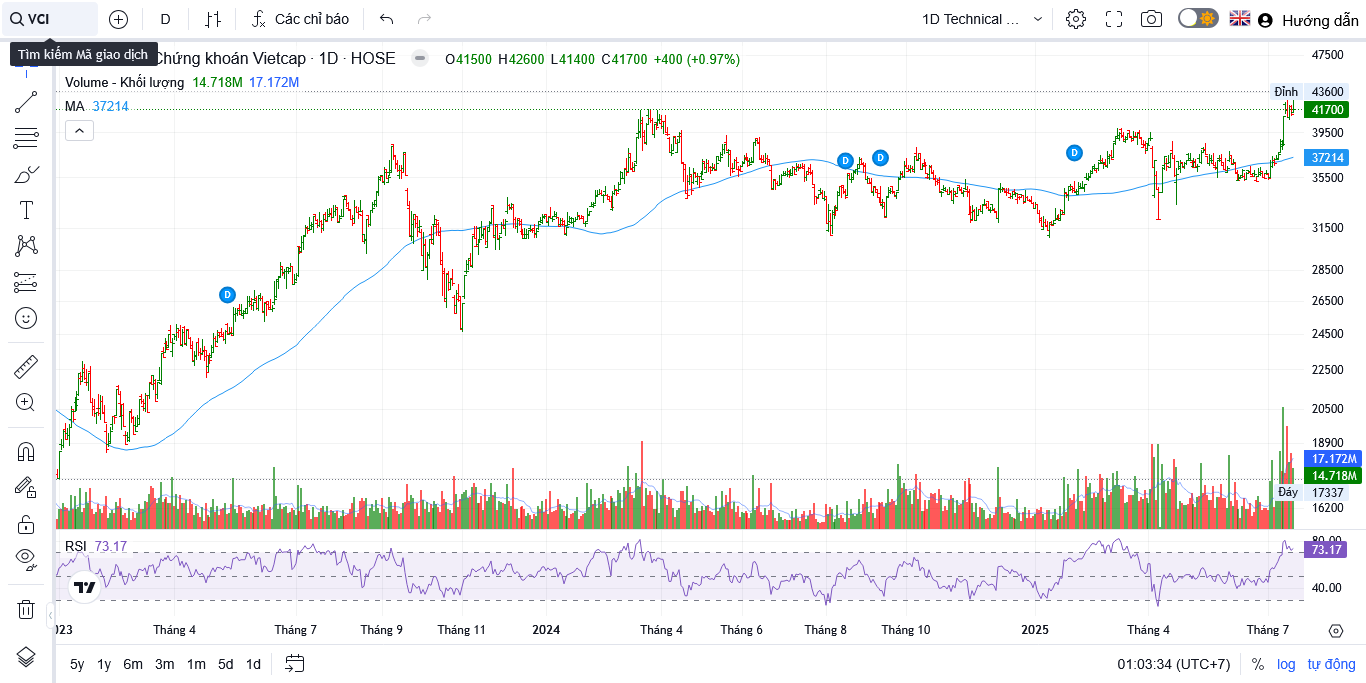 VCI D Các chỉ báo 1D Technical ... Hướng dẫn
Tìm kiếm Mã giao dịch
Chứng khoán Vietcap · 1D · HOSE O41500 H42600 L41400 C41700 +400 (+0.97%)
Volume - Khối lượng 14.718M 17.172M
MA 37214
47500
Đỉnh 43600
41700
39500
37214
35500
31500
28500
26500
24500
22500
20500
18900
17.172M
14.718M
Đáy 17337
16200
D
D
D
D
RSI 73.17
80.00
73.17
40.00
023 Tháng 4 Tháng 7 Tháng 9 Tháng 11 2024 Tháng 4 Tháng 6 Tháng 8 Tháng 10 2025 Tháng 4 Tháng 7
5y 1y 6m 3m 1m 5d 1d 01:03:34 (UTC+7) % log tự động